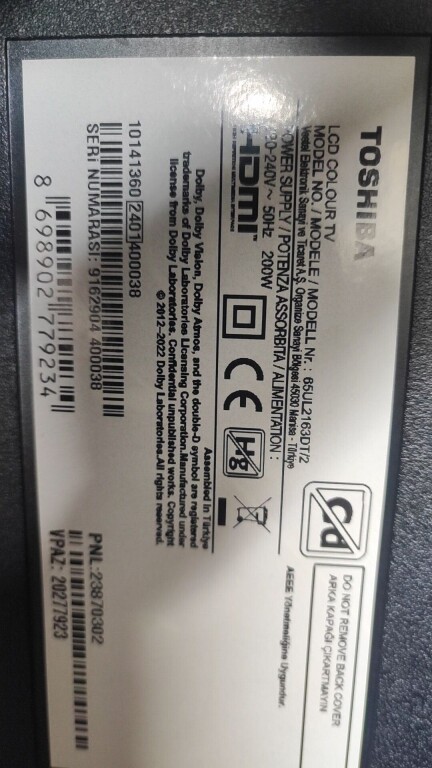 TOSHIBA
LCD COLOUR TV
MODEL NO. / MODELE / MODELL Nr. : 65UL2163DT/2
Vestel Elektronik Sanayi ve Ticaret A.Ş. Organize Sanayi Bölgesi 45030 Manisa - Türkiye
POWER SUPPLY / POTENZA ASSORBITA / ALIMENTATION :
220-240V~ 50Hz 200W
HDMI™
CE
Hg
Cd
DO NOT REMOVE BACK COVER
ARKA KAPAĞI ÇIKARTMAYIN
AEEE Yönetmeliğine Uygundur.
Assembled in Türkiye
Dolby, Dolby Vision, Dolby Atmos, and the double-D symbol are registered
trademarks of Dolby Laboratories Licensing Corporation.Manufactured under
license from Dolby Laboratories. Confidential unpublished works. Copyright
© 2012-2022 Dolby Laboratories.All rights reserved.
10141360 2401 400038
SERİ NUMARASI: 9162904 400038
8 698902 779234
PNL:23870302
VPAZ: 20277923